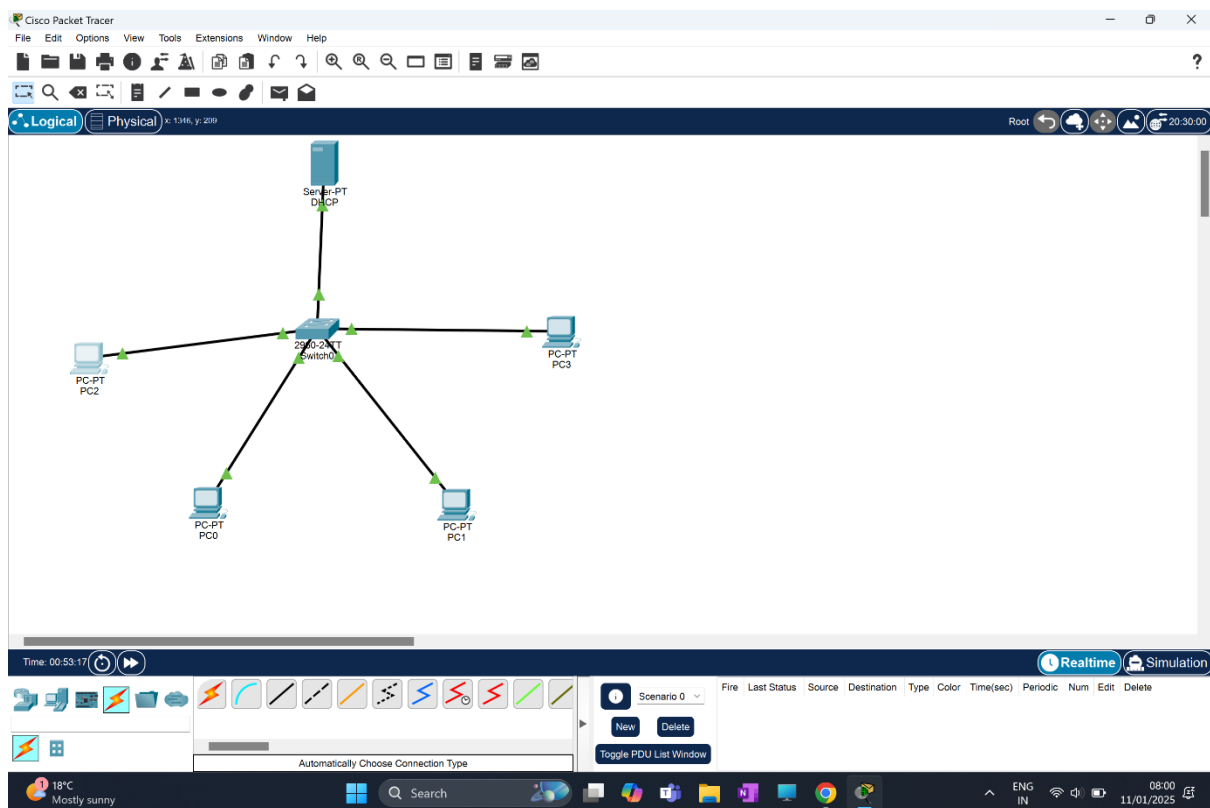 Cisco Packet Tracer
File Edit Options View Tools Extensions Window Help
?
Logical Physical x: 1346, y: 209 Root 20:30:00
Server-PT
DHCP
2960-24TT
Switch0
PC-PT
PC3
PC-PT
PC2
PC-PT
PC0
PC-PT
PC1
Time: 00:53:17 Realtime Simulation
Scenario 0
New Delete
Toggle PDU List Window
Fire Last Status Source Destination Type Color Time(sec) Periodic Num Edit Delete
Automatically Choose Connection Type
1
18°C
Mostly sunny
Search
ENG
IN
08:00
11/01/2025